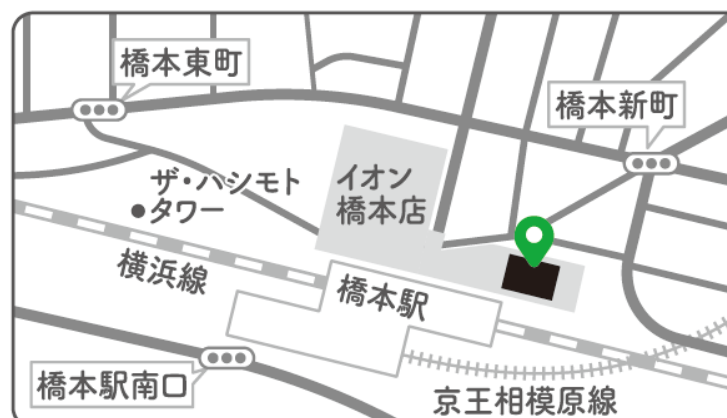 橋本東町
橋本新町
ザ・ハシモト
タワー
イオン
橋本店
横浜線
橋本駅
橋本駅南口
京王相模原線